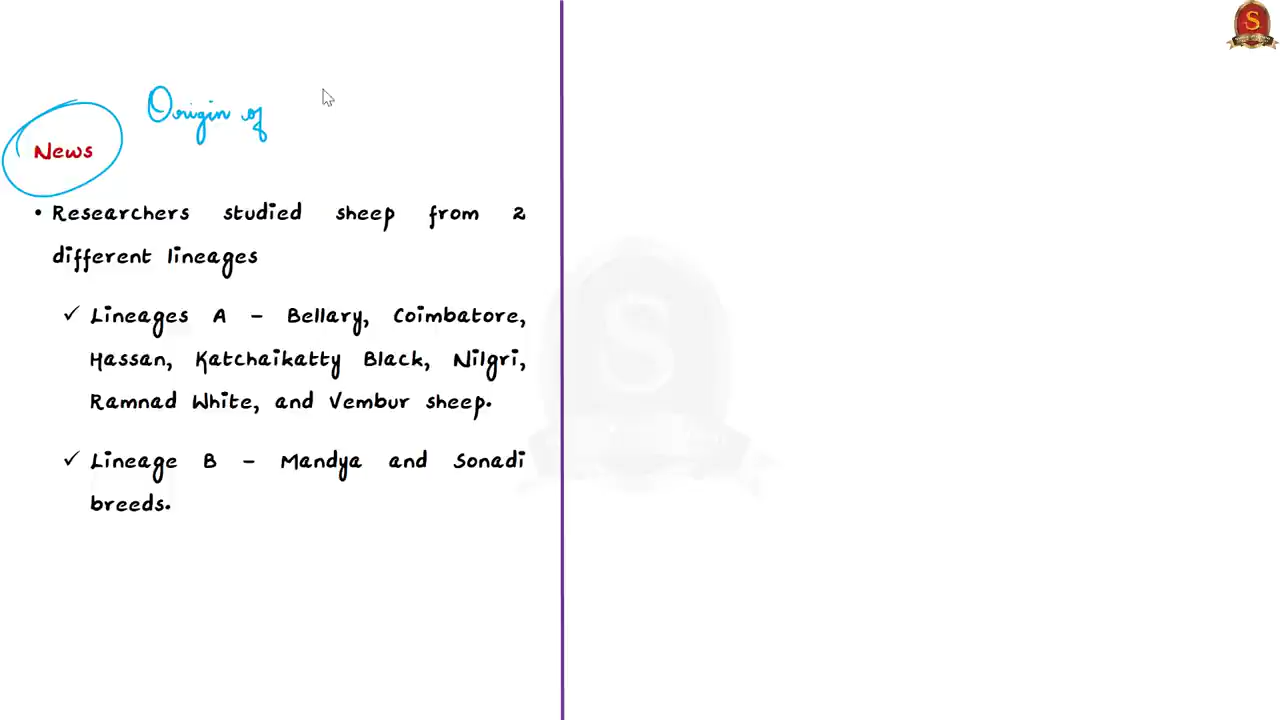 Origin of
News
• Researchers studied sheep from 2
different lineages
✓ Lineages A – Bellary, Coimbatore,
Hassan, Katchaikatty Black, Nilgri,
Ramnad White, and Vembur sheep.
✓ Lineage B – Mandya and Sonadi
breeds.
S
S